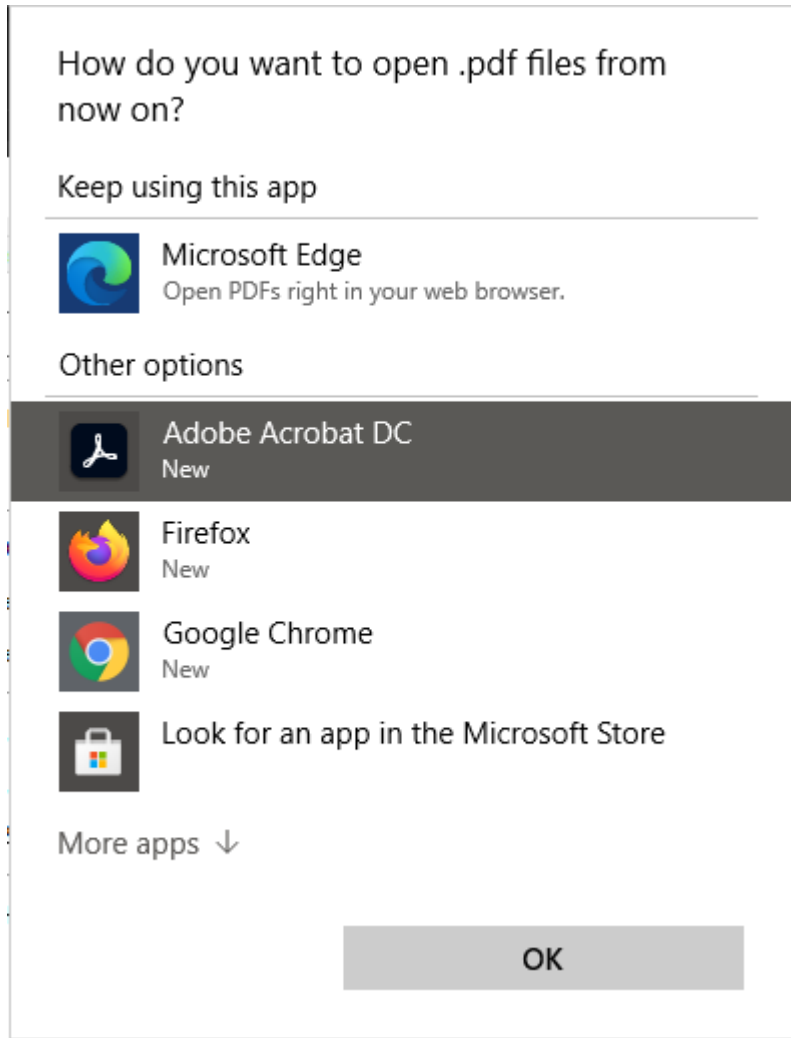 How do you want to open .pdf files from
now on?
Keep using this app
Microsoft Edge
Open PDFs right in your web browser.
Other options
Adobe Acrobat DC
New
Firefox
New
Google Chrome
New
Look for an app in the Microsoft Store
More apps ↓
OK